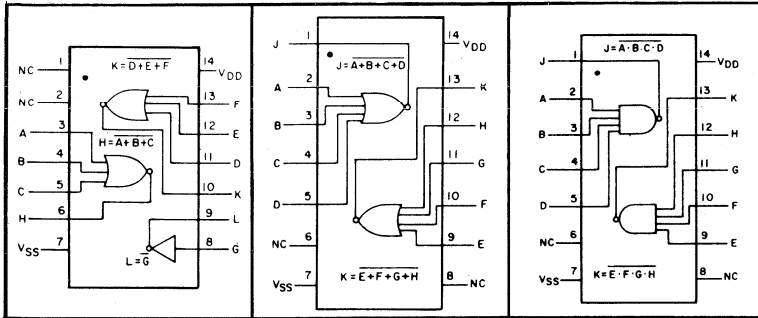 K = D+E+F
NC 1 14 VDD
NC 2 13 F
A 3 12 E
H = A+B+C
B 4 11 D
C 5 10 K
H 6 9 L
VSS 7 8 G
L = G
J 1 14 VDD
J = A+B+C+D
A 2 13 K
B 3 12 H
C 4 11 G
D 5 10 F
NC 6 9 E
VSS 7 8 NC
K = E+F+G+H
J = A·B·C·D
J 1 14 VDD
A 2 13 K
B 3 12 H
C 4 11 G
D 5 10 F
NC 6 9 E
VSS 7 8 NC
K = E·F·G·H